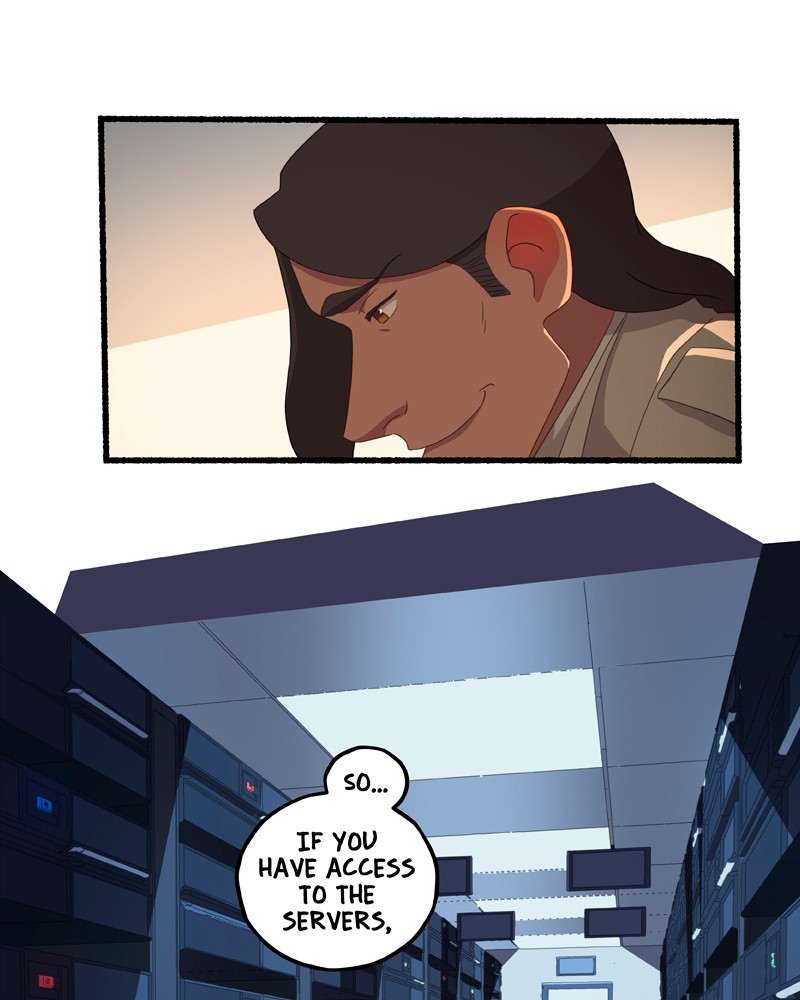 SO...
IF YOU
HAVE ACCESS
TO THE
SERVERS,